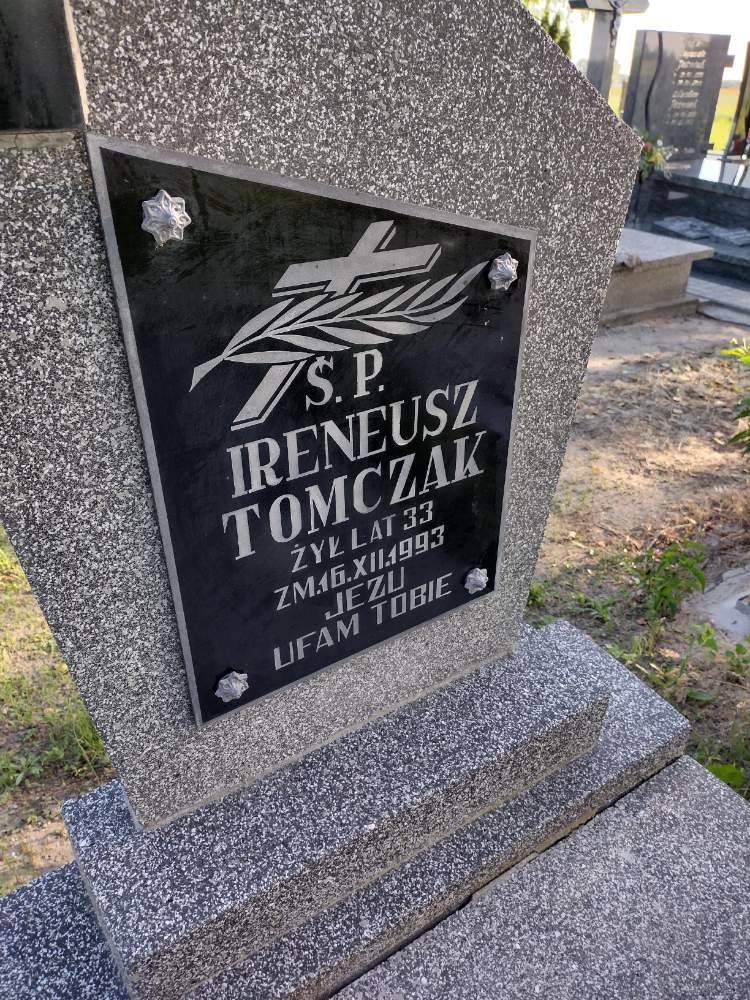 Ś. P.
IRENEUSZ
TOMCZAK
ŻYŁ LAT 33
ZM.16.XII.1993
JEZU
UFAM TOBIE